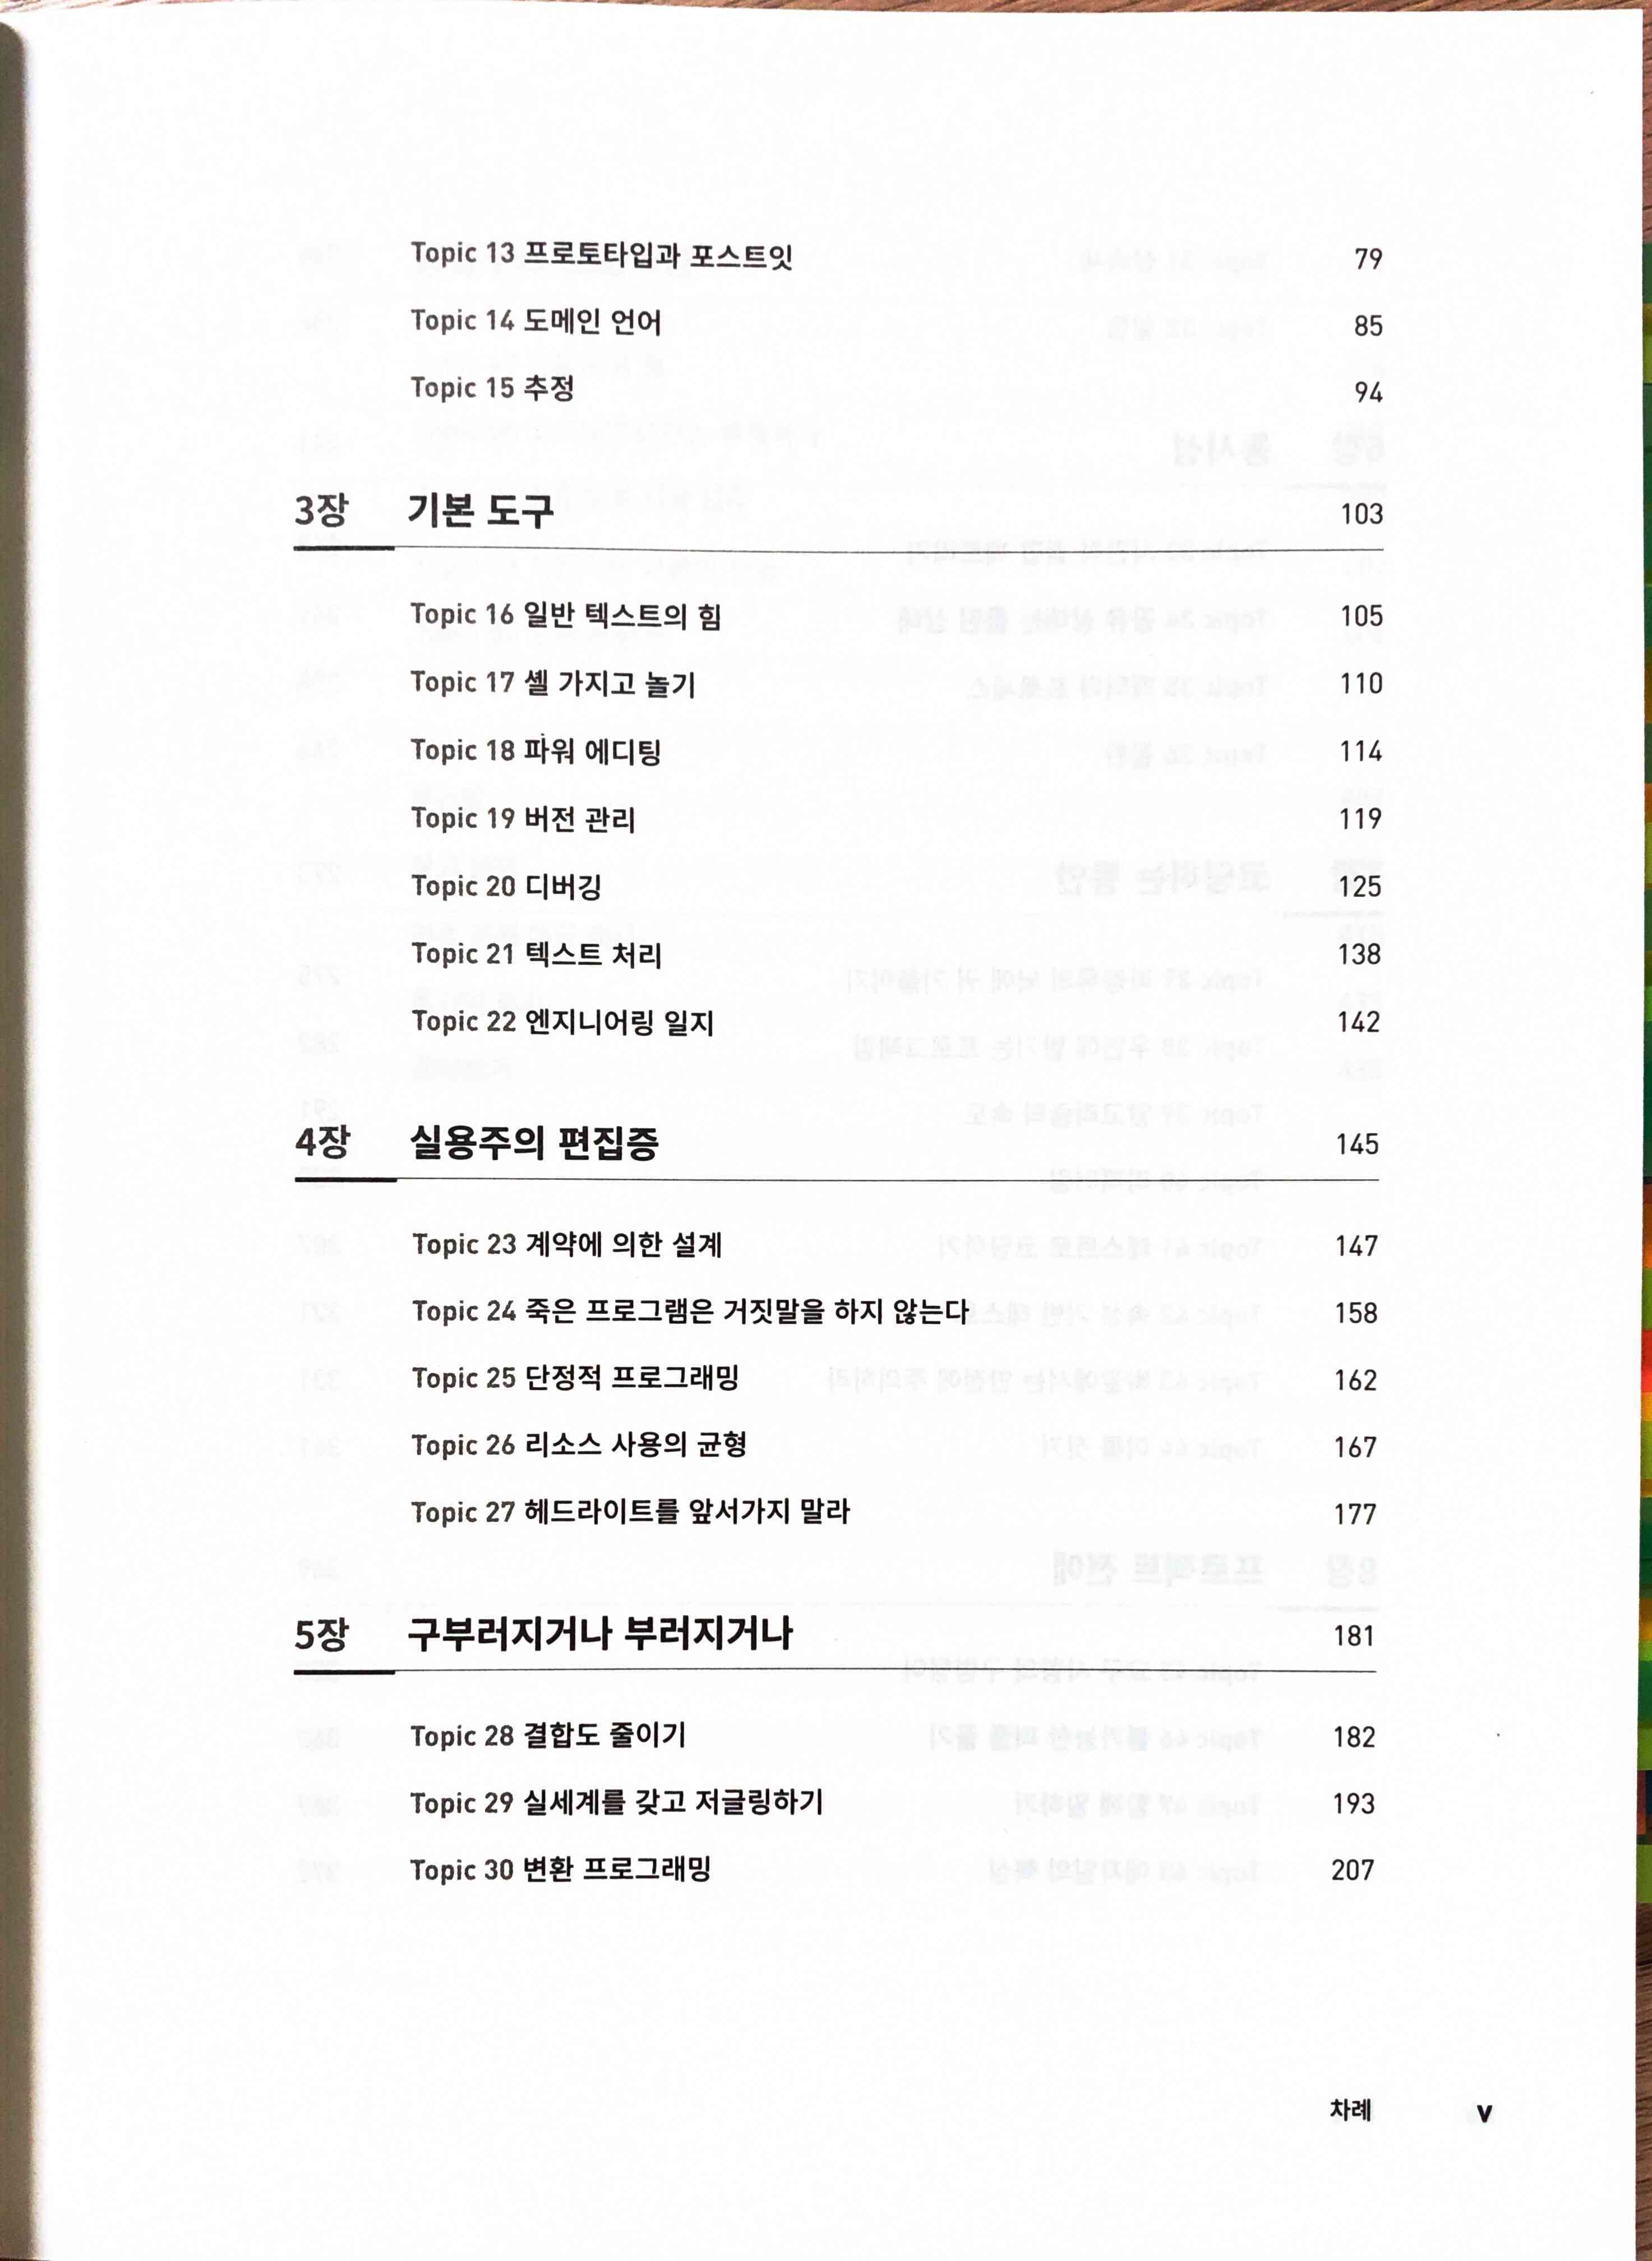 Topic 13 프로토타입과 포스트잇 79
Topic 14 도메인 언어 85
Topic 15 추정 94
3장 기본 도구 103
Topic 16 일반 텍스트의 힘 105
Topic 17 셸 가지고 놀기 110
Topic 18 파워 에디팅 114
Topic 19 버전 관리 119
Topic 20 디버깅 125
Topic 21 텍스트 처리 138
Topic 22 엔지니어링 일지 142
4장 실용주의 편집증 145
Topic 23 계약에 의한 설계 147
Topic 24 죽은 프로그램은 거짓말을 하지 않는다 158
Topic 25 단정적 프로그래밍 162
Topic 26 리소스 사용의 균형 167
Topic 27 헤드라이트를 앞서가지 말라 177
5장 구부러지거나 부러지거나 181
Topic 28 결합도 줄이기 182
Topic 29 실세계를 갖고 저글링하기 193
Topic 30 변환 프로그래밍 207
차례 v